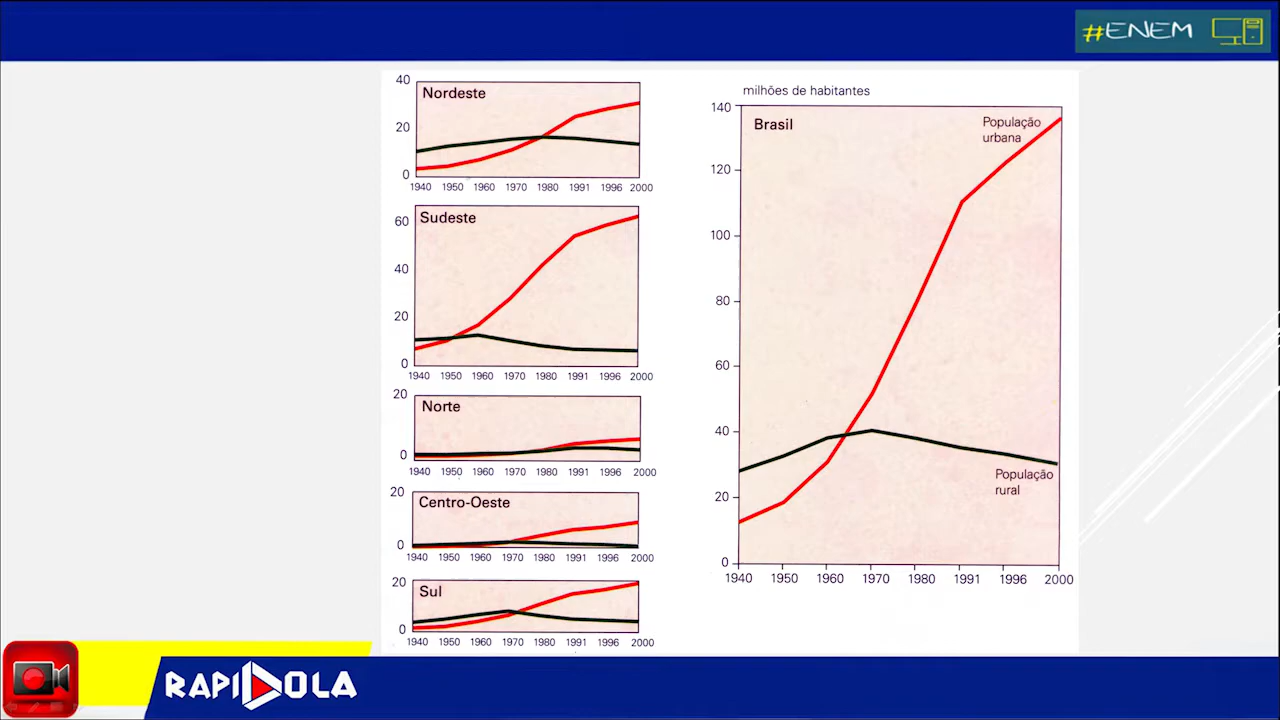 #ENEM
40
Nordeste
20
0
1940 1950 1960 1970 1980 1991 1996 2000
60
Sudeste
40
20
0
1940 1950 1960 1970 1980 1991 1996 2000
20
Norte
0
1940 1950 1960 1970 1980 1991 1996 2000
20
Centro-Oeste
0
1940 1950 1960 1970 1980 1991 1996 2000
20
Sul
0
1940 1950 1960 1970 1980 1991 1996 2000
milhões de habitantes
140
Brasil
População
urbana
120
100
80
60
40
População
rural
20
0
1940 1950 1960 1970 1980 1991 1996 2000
RAPIDOLA